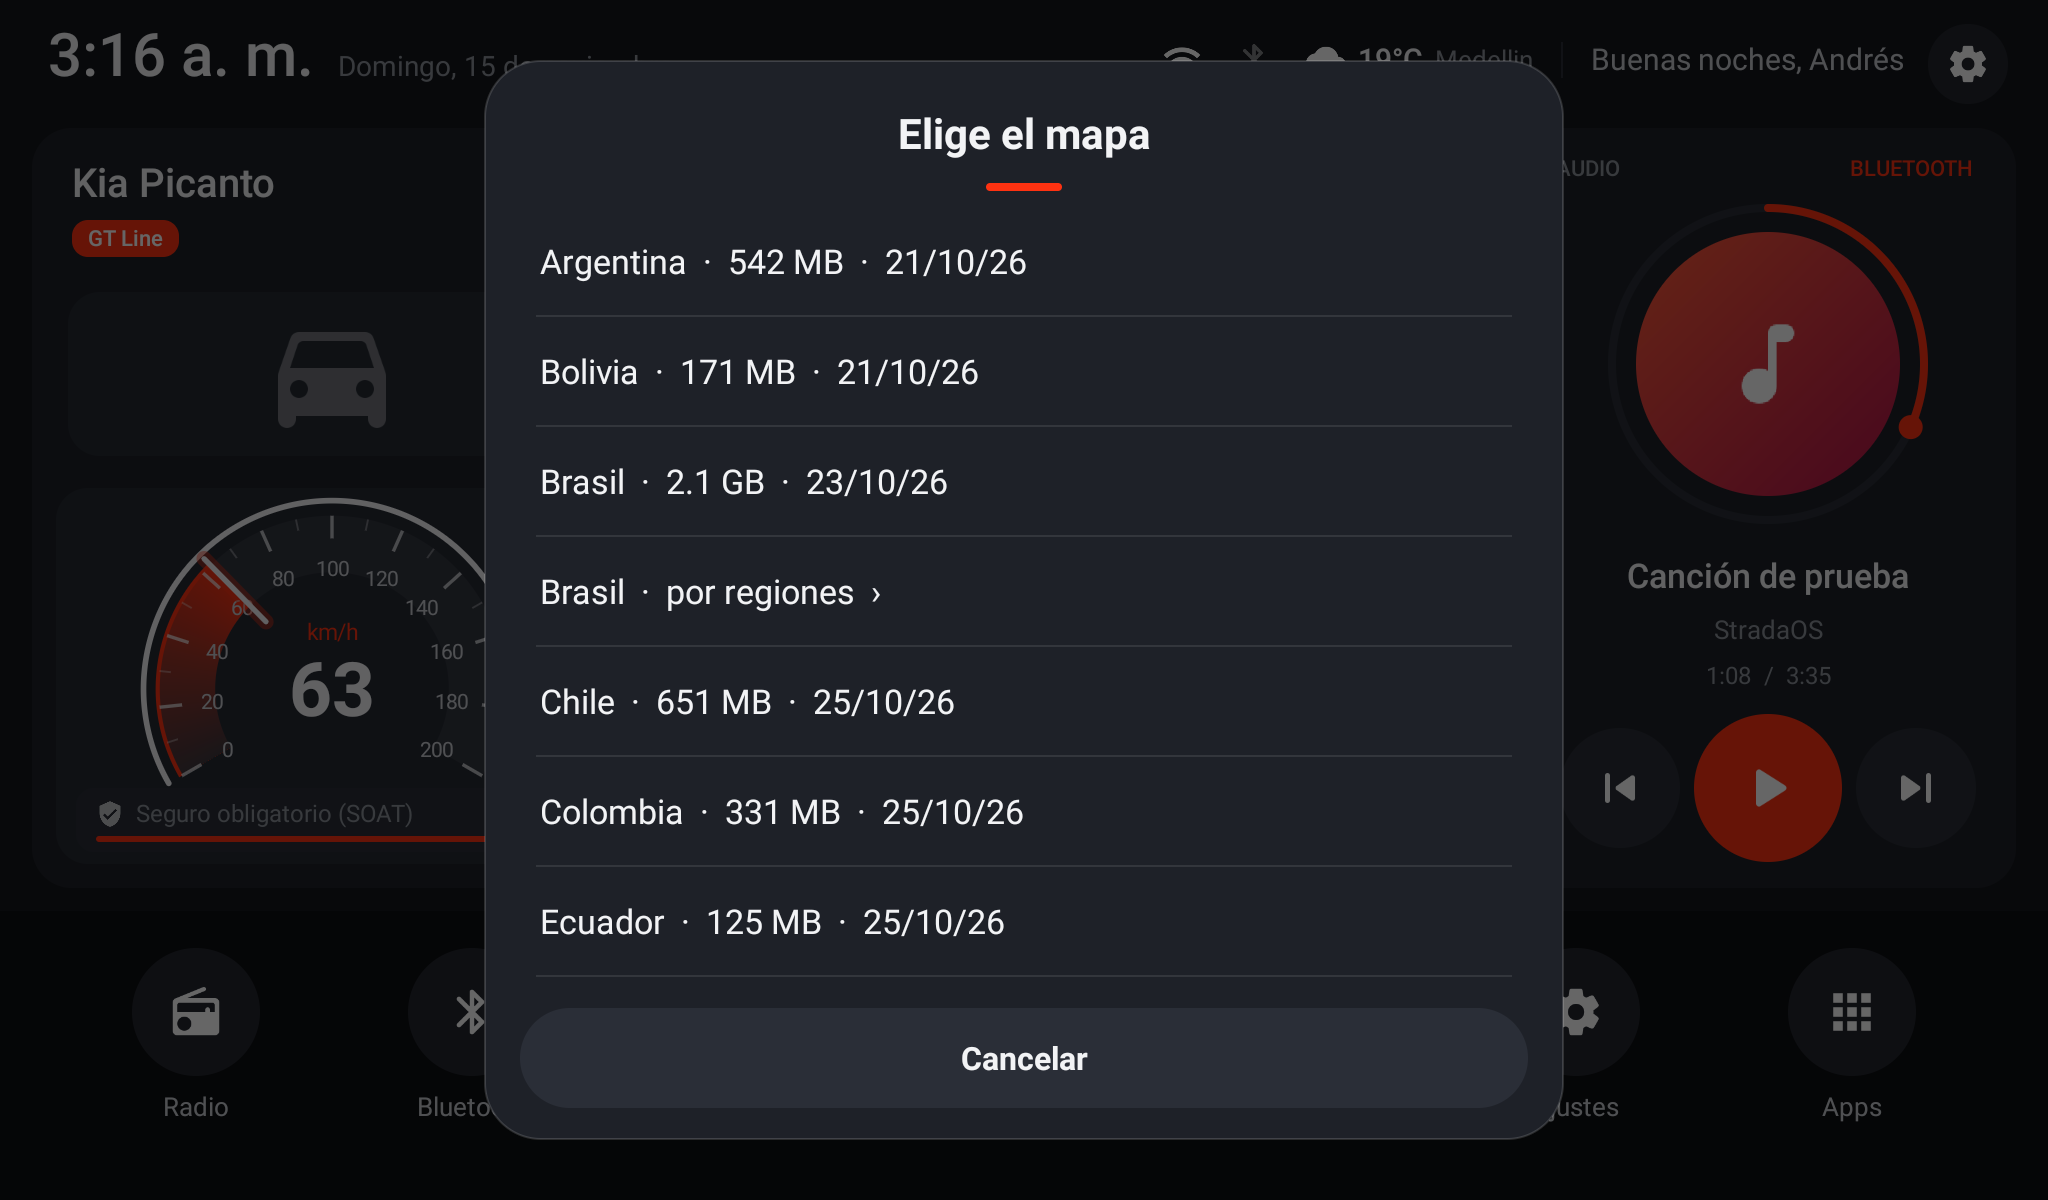 3:16 a. m.
Domingo, 15 d
19°C Medellin
Buenas noches, Andrés
Elige el mapa
Kia Picanto
GT Line
AUDIO
BLUETOOTH
Argentina · 542 MB · 21/10/26
Bolivia · 171 MB · 21/10/26
Brasil · 2.1 GB · 23/10/26
Brasil · por regiones ›
Chile · 651 MB · 25/10/26
Colombia · 331 MB · 25/10/26
Ecuador · 125 MB · 25/10/26
Cancelar
0
20
40
60
80
100
120
140
160
180
200
km/h
63
Seguro obligatorio (SOAT)
Canción de prueba
StradaOS
1:08 / 3:35
Radio
Blueto
justes
Apps